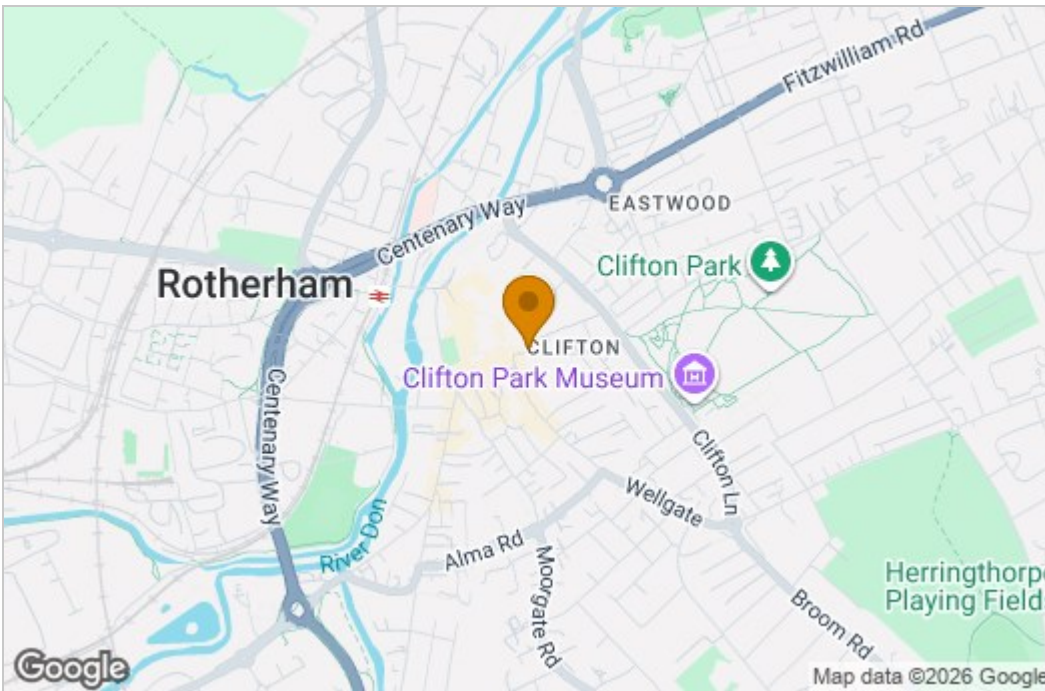 Fitzwilliam Rd
EASTWOOD
Centenary Way
Clifton Park
Rotherham
CLIFTON
Clifton Park Museum
Centenary Way
Clifton Ln
Wellgate
River Don
Alma Rd
Moorgate Rd
Herringthorpe
Playing Field
Broom Rd
Google
Map data ©2026 Google